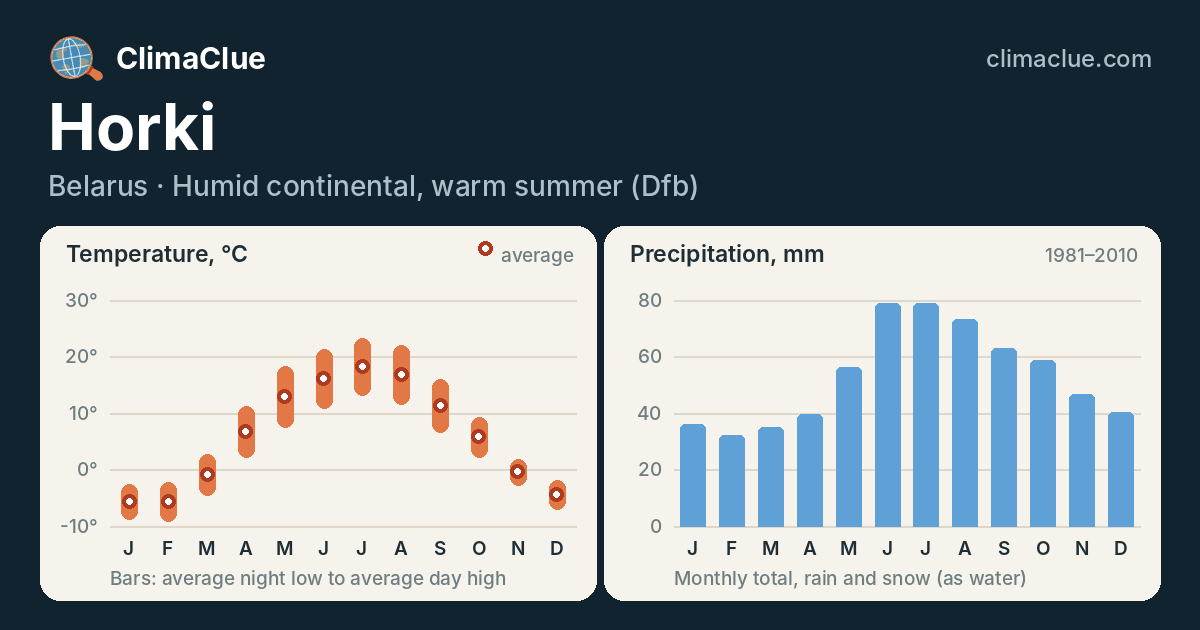 ClimaClue
climaclue.com
Horki
Belarus · Humid continental, warm summer (Dfb)
Temperature, °C
average
30°
20°
10°
0°
-10°
J F M A M J J A S O N D
Bars: average night low to average day high
Precipitation, mm
1981–2010
80
60
40
20
0
J F M A M J J A S O N D
Monthly total, rain and snow (as water)